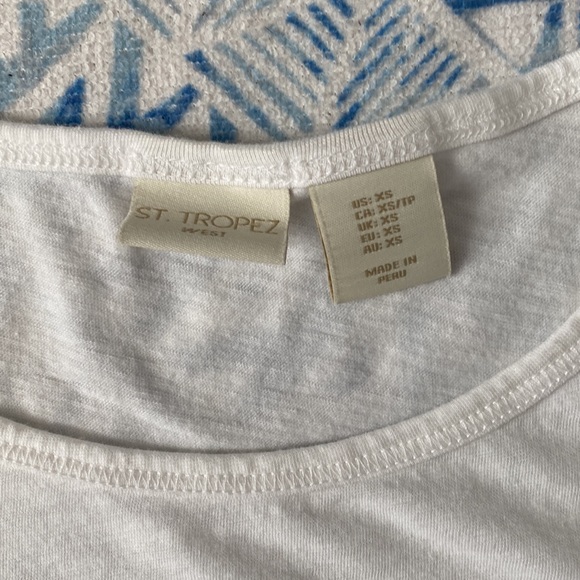 ST. TROPEZ
WEST
US: XS
CA: XS/TP
UK: XS
EU: XS
AU: XS
MADE IN
PERU